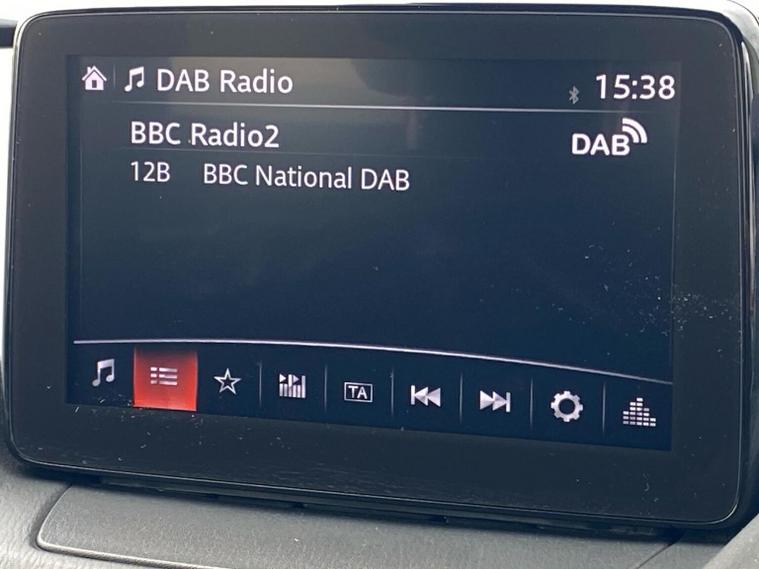 DAB Radio
15:38
BBC Radio2
DAB
12B BBC National DAB
TA